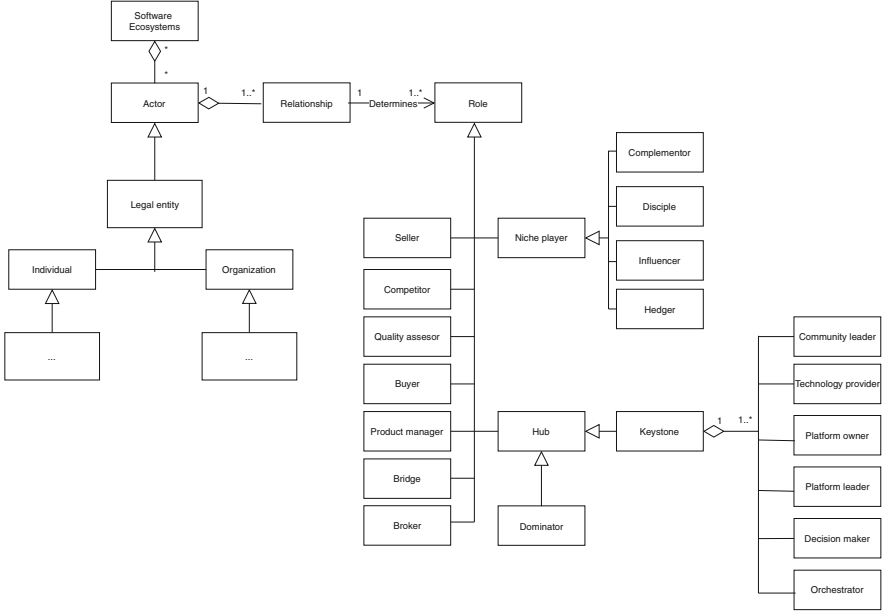 Software
Ecosystems
*
*
Actor
1
1..*
Relationship
1
Determines
1..*
Role
Legal entity
Individual
Organization
...
...
Seller
Competitor
Quality assesor
Buyer
Product manager
Bridge
Broker
Niche player
Complementor
Disciple
Influencer
Hedger
Hub
Dominator
Keystone
1
1..*
Community leader
Technology provider
Platform owner
Platform leader
Decision maker
Orchestrator